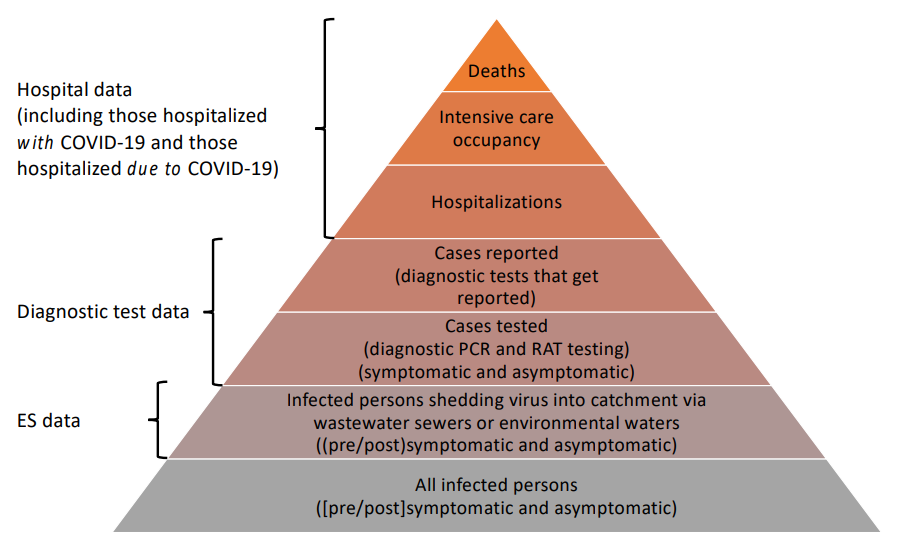 Deaths
Intensive care
occupancy
Hospitalizations
Hospital data
(including those hospitalized
with COVID-19 and those
hospitalized due to COVID-19)
Cases reported
(diagnostic tests that get
reported)
Cases tested
(diagnostic PCR and RAT testing)
(symptomatic and asymptomatic)
Diagnostic test data
Infected persons shedding virus into catchment via
wastewater sewers or environmental waters
((pre/post)symptomatic and asymptomatic)
ES data
All infected persons
([pre/post]symptomatic and asymptomatic)